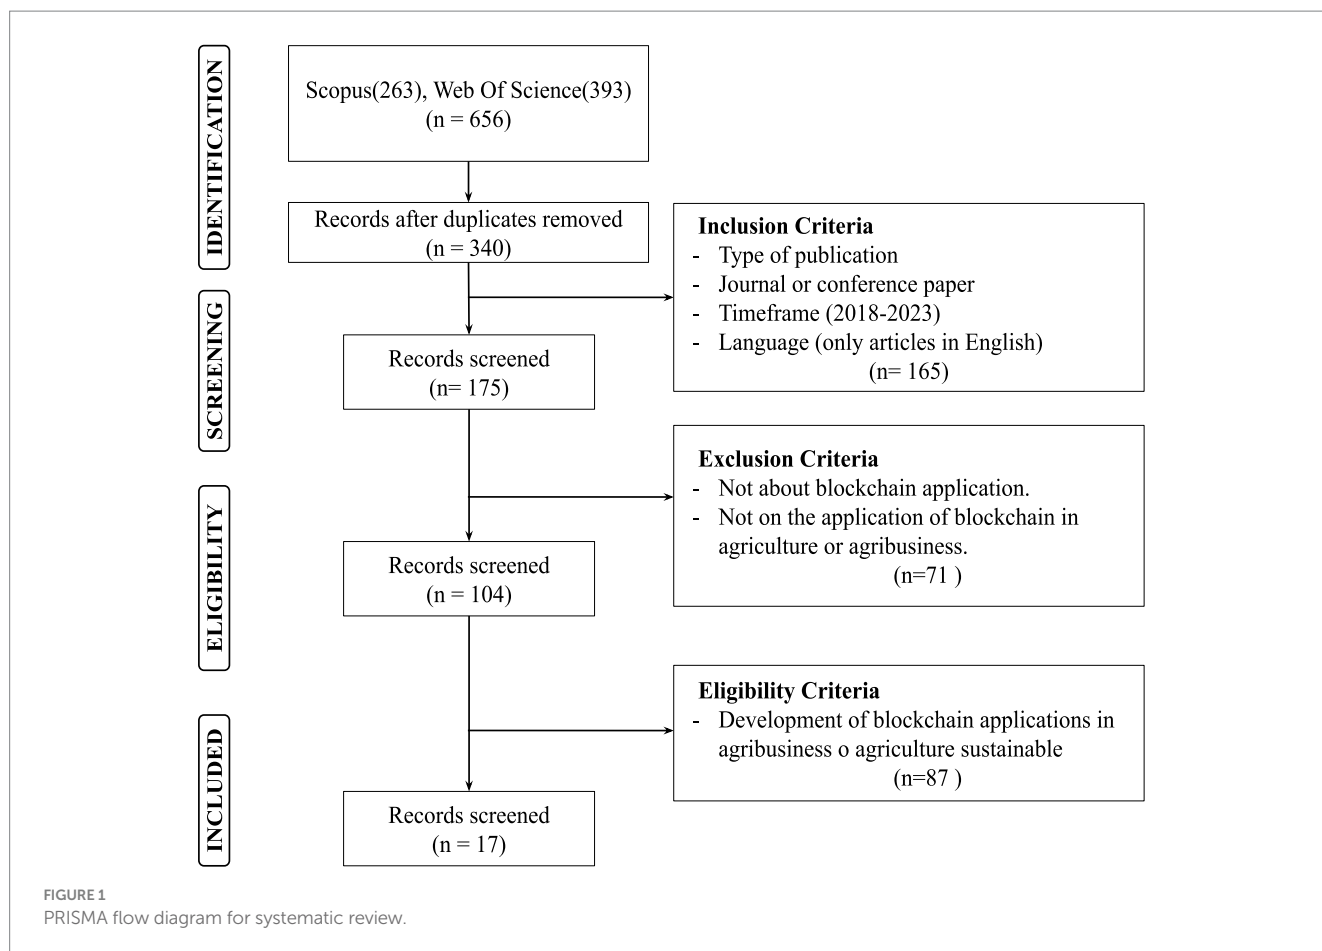 IDENTIFICATION
Scopus(263), Web Of Science(393)
(n = 656)
Records after duplicates removed
(n = 340)
Inclusion Criteria
- Type of publication
- Journal or conference paper
- Timeframe (2018-2023)
- Language (only articles in English)
(n= 165)
SCREENING
Records screened
(n= 175)
Exclusion Criteria
- Not about blockchain application.
- Not on the application of blockchain in
agriculture or agribusiness.
(n=71 )
ELIGIBILITY
Records screened
(n = 104)
Eligibility Criteria
- Development of blockchain applications in
agribusiness o agriculture sustainable
(n=87 )
INCLUDED
Records screened
(n = 17)
FIGURE 1
PRISMA flow diagram for systematic review.